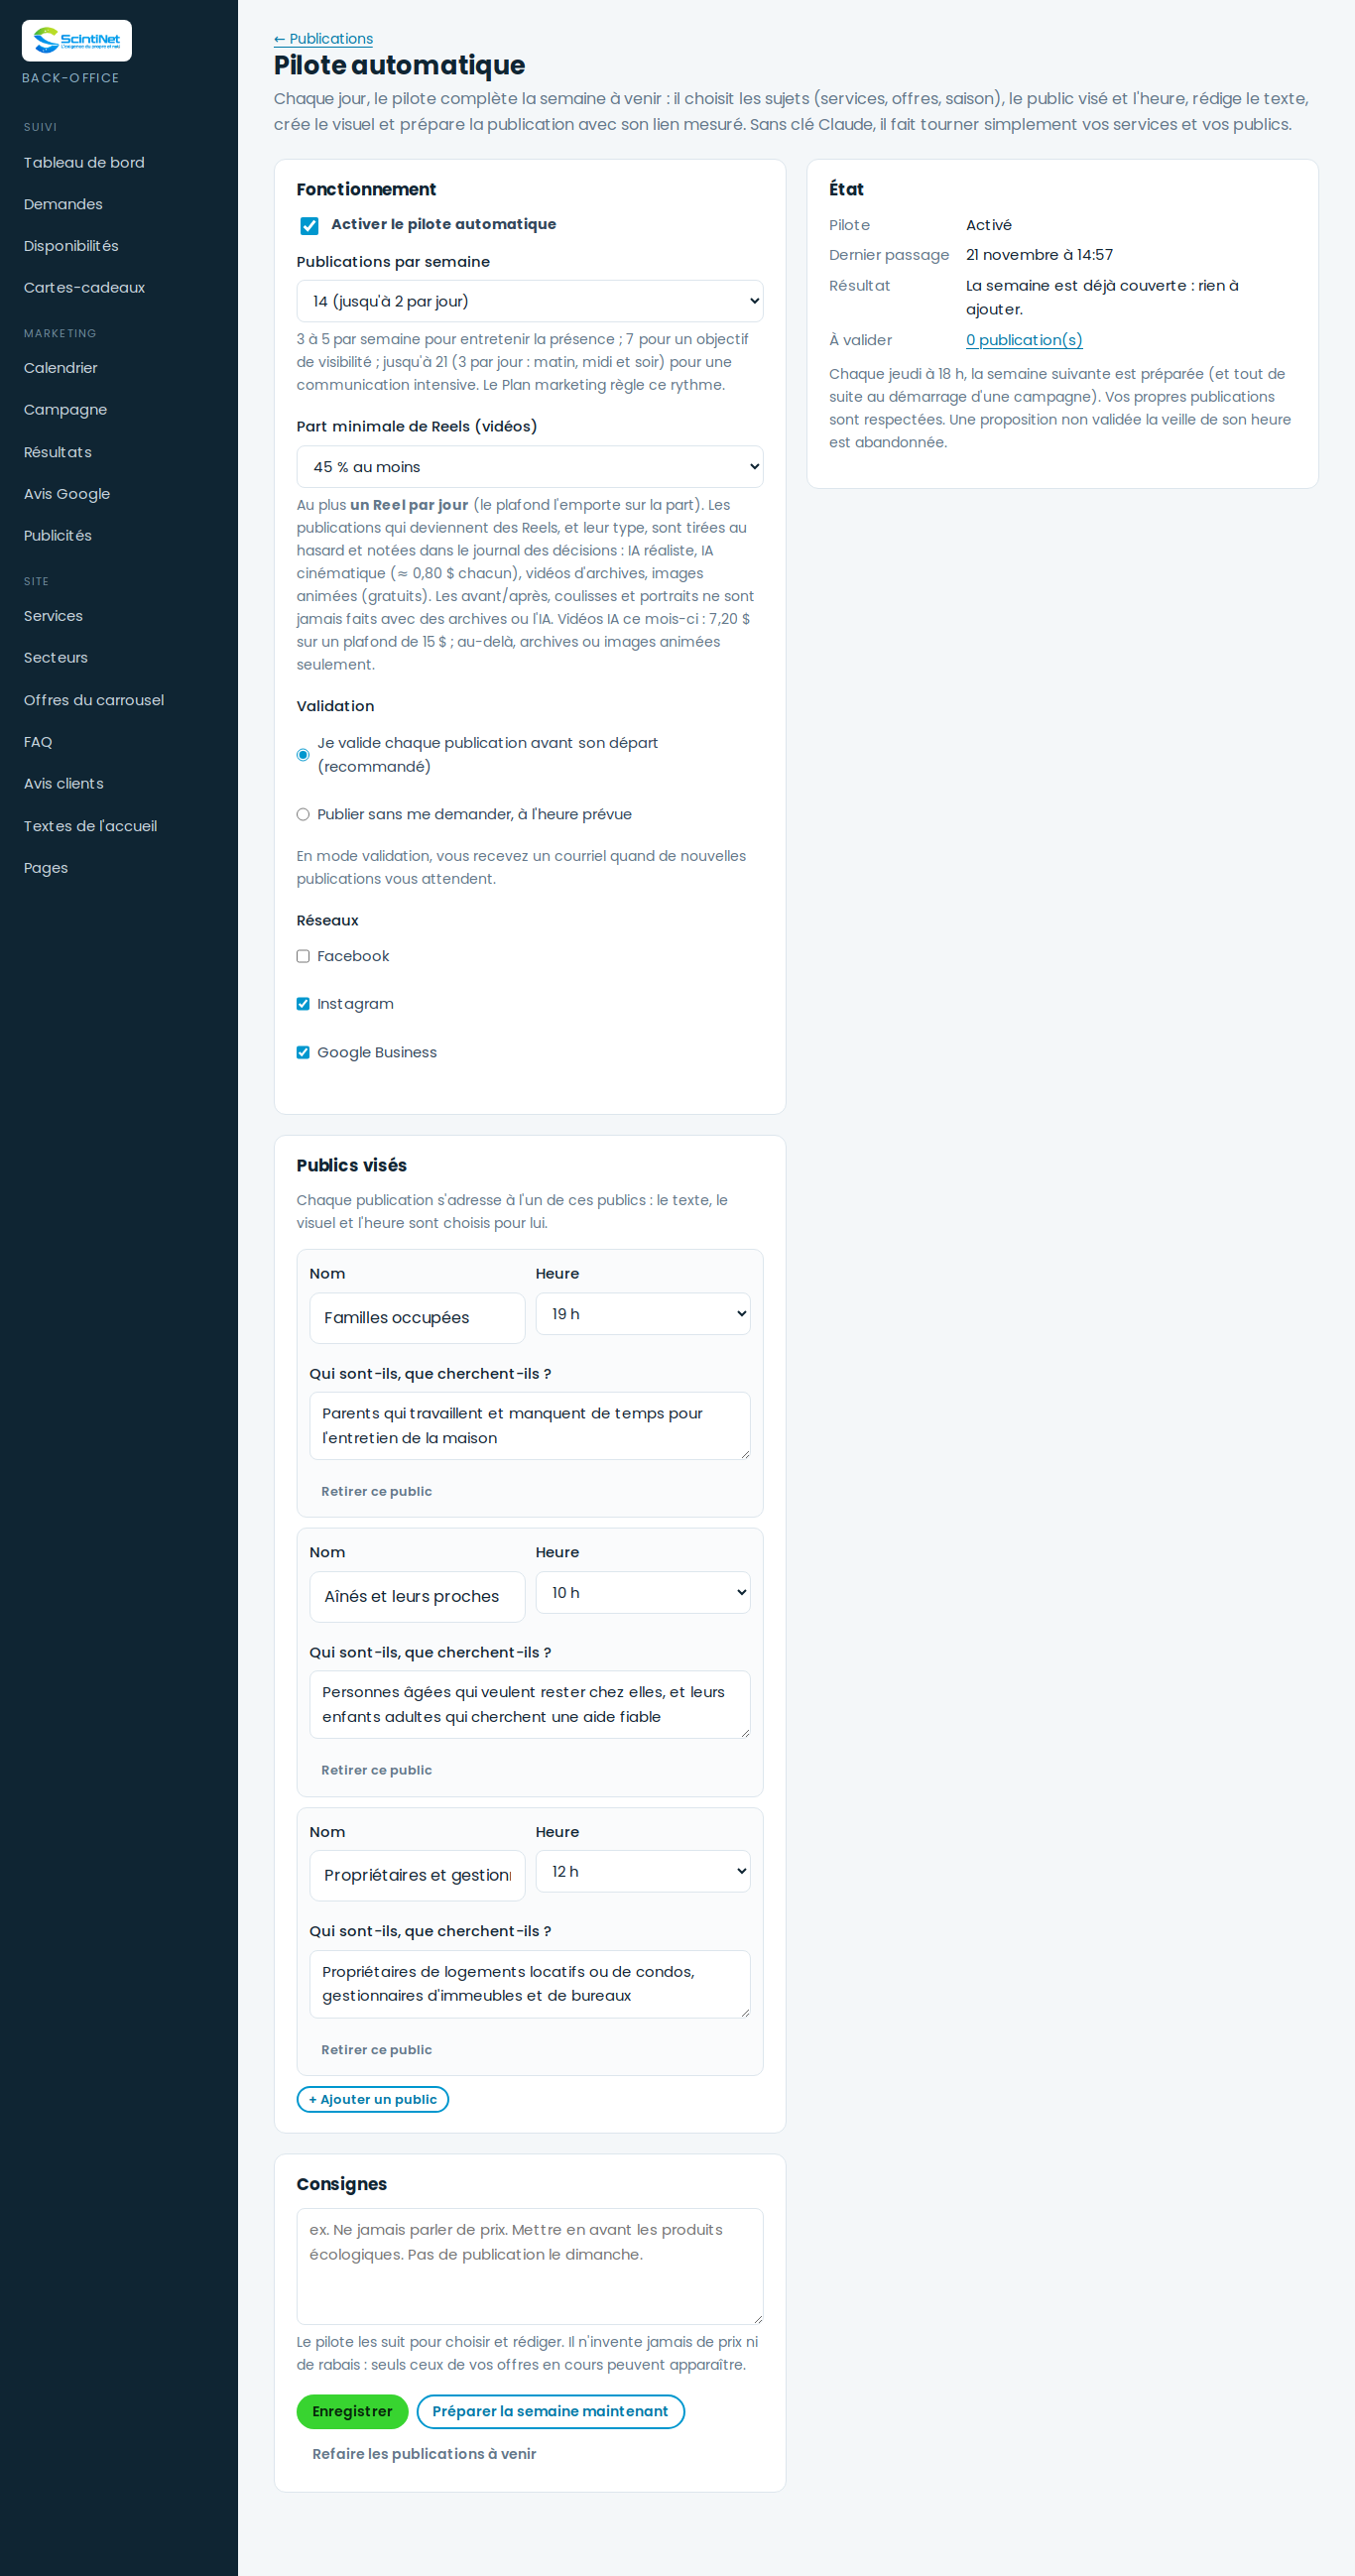 ScintiNet
BACK-OFFICE
SUIVI
Tableau de bord
Demandes
Disponibilités
Cartes-cadeaux
MARKETING
Calendrier
Campagne
Résultats
Avis Google
Publicités
SITE
Services
Secteurs
Offres du carrousel
FAQ
Avis clients
Textes de l'accueil
Pages
← Publications
Pilote automatique
Chaque jour, le pilote complète la semaine à venir : il choisit les sujets (services, offres, saison), le public visé et l'heure, rédige le texte,
crée le visuel et prépare la publication avec son lien mesuré. Sans clé Claude, il fait tourner simplement vos services et vos publics.
Fonctionnement
Activer le pilote automatique
Publications par semaine
14 (jusqu'à 2 par jour)
3 à 5 par semaine pour entretenir la présence ; 7 pour un objectif
de visibilité ; jusqu'à 21 (3 par jour : matin, midi et soir) pour une
communication intensive. Le Plan marketing règle ce rythme.
Part minimale de Reels (vidéos)
45 % au moins
Au plus un Reel par jour (le plafond l'emporte sur la part). Les
publications qui deviennent des Reels, et leur type, sont tirées au
hasard et notées dans le journal des décisions : IA réaliste, IA
cinématique (≈ 0,80 $ chacun), vidéos d'archives, images
animées (gratuits). Les avant/après, coulisses et portraits ne sont
jamais faits avec des archives ou l'IA. Vidéos IA ce mois-ci : 7,20 $
sur un plafond de 15 $ ; au-delà, archives ou images animées
seulement.
Validation
Je valide chaque publication avant son départ
(recommandé)
Publier sans me demander, à l'heure prévue
En mode validation, vous recevez un courriel quand de nouvelles
publications vous attendent.
Réseaux
Facebook
Instagram
Google Business
État
Pilote Activé
Dernier passage 21 novembre à 14:57
Résultat La semaine est déjà couverte : rien à
ajouter.
À valider 0 publication(s)
Chaque jeudi à 18 h, la semaine suivante est préparée (et tout de
suite au démarrage d'une campagne). Vos propres publications
sont respectées. Une proposition non validée la veille de son heure
est abandonnée.
Publics visés
Chaque publication s'adresse à l'un de ces publics : le texte, le
visuel et l'heure sont choisis pour lui.
Nom Heure
Familles occupées 19 h
Qui sont-ils, que cherchent-ils ?
Parents qui travaillent et manquent de temps pour
l'entretien de la maison
Retirer ce public
Nom Heure
Aînés et leurs proches 10 h
Qui sont-ils, que cherchent-ils ?
Personnes âgées qui veulent rester chez elles, et leurs
enfants adultes qui cherchent une aide fiable
Retirer ce public
Nom Heure
Propriétaires et gestionn 12 h
Qui sont-ils, que cherchent-ils ?
Propriétaires de logements locatifs ou de condos,
gestionnaires d'immeubles et de bureaux
Retirer ce public
+ Ajouter un public
Consignes
ex. Ne jamais parler de prix. Mettre en avant les produits
écologiques. Pas de publication le dimanche.
Le pilote les suit pour choisir et rédiger. Il n'invente jamais de prix ni
de rabais : seuls ceux de vos offres en cours peuvent apparaître.
Enregistrer Préparer la semaine maintenant
Refaire les publications à venir